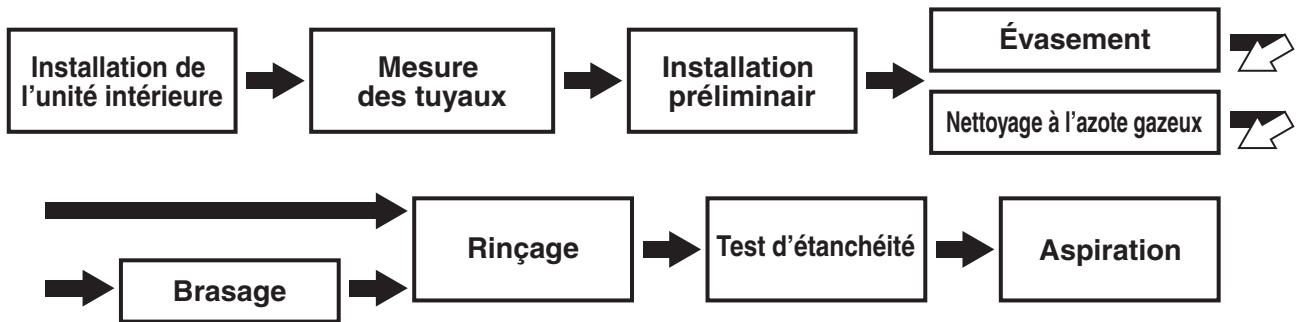 Installation de
l'unité intérieure
Mesure
des tuyaux
Installation
préliminair
Évasement
Nettoyage à l'azote gazeux
Brasage
Rinçage
Test d'étanchéité
Aspiration